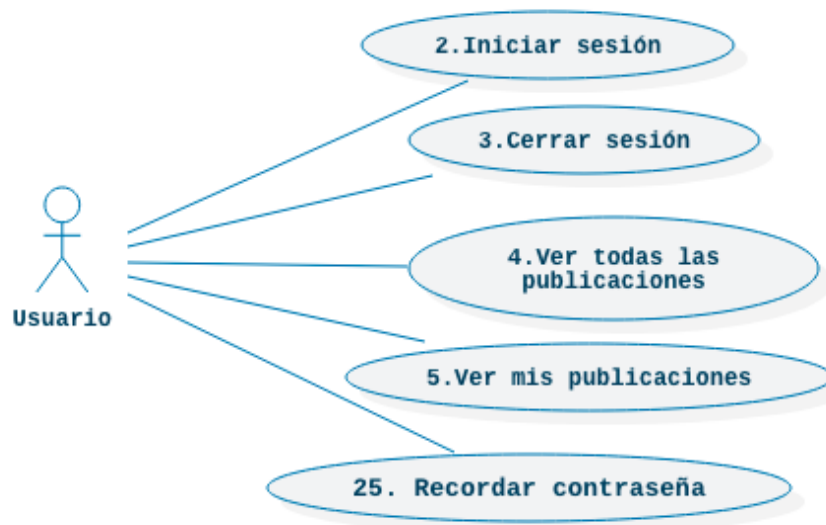 2.Iniciar sesión
3.Cerrar sesión
4.Ver todas las
publicaciones
Usuario
5.Ver mis publicaciones
25. Recordar contraseña